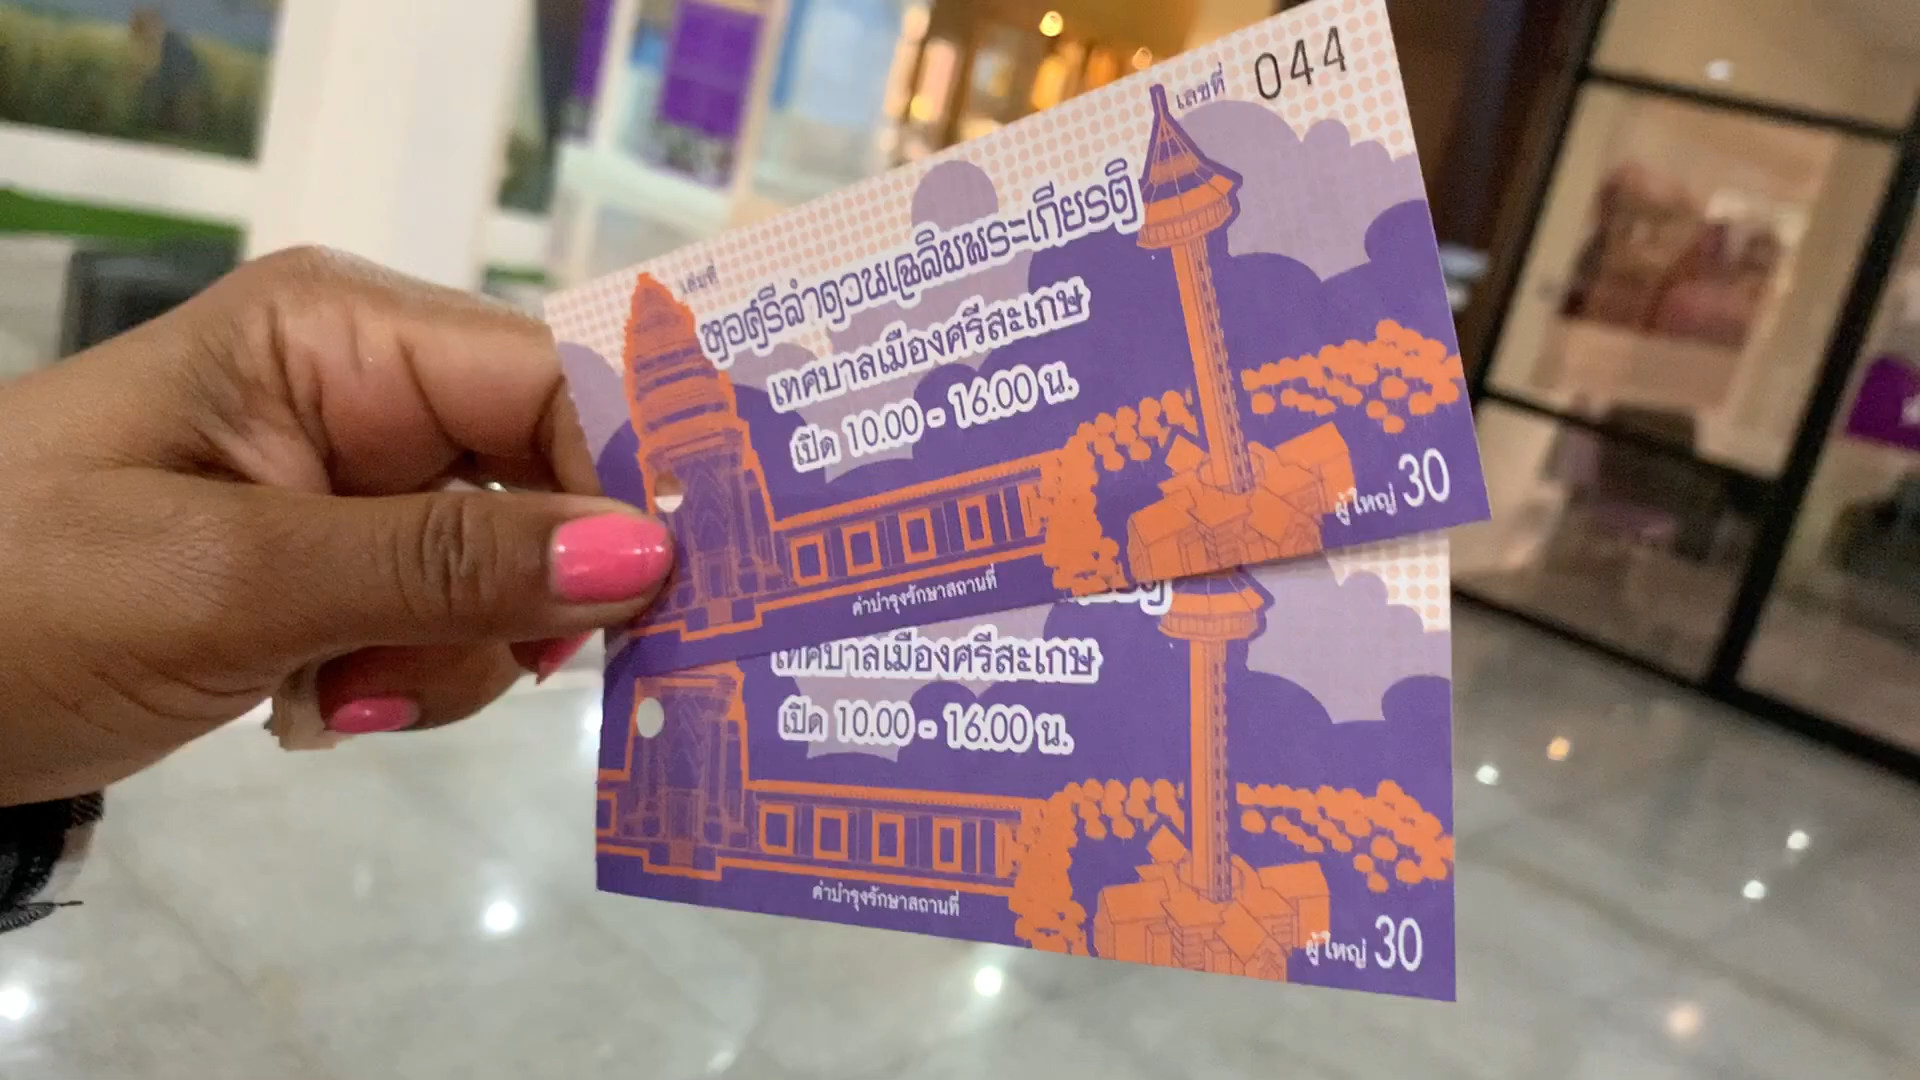 เลขที่ 044
เล่มที่
หอศรีลำดวนเฉลิมพระเกียรติ
เทศบาลเมืองศรีสะเกษ
เปิด 10.00 - 16.00 น.
ผู้ใหญ่ 30
ค่าบำรุงรักษาสถานที่
เทศบาลเมืองศรีสะเกษ
เปิด 10.00 - 16.00 น.
ค่าบำรุงรักษาสถานที่
ผู้ใหญ่ 30